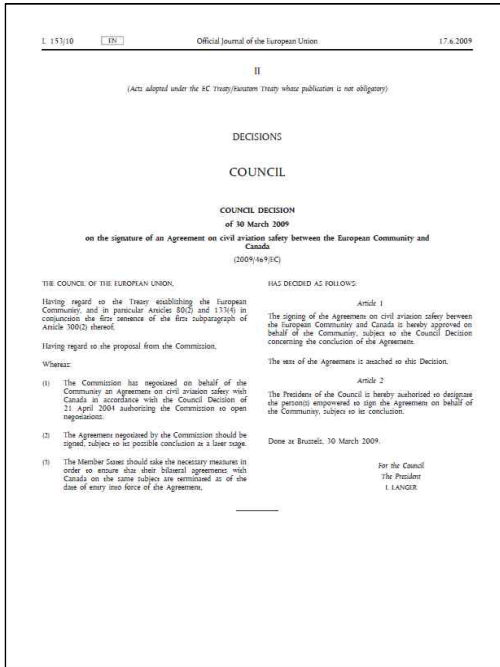 L 153/10 EN Official Journal of the European Union 17.6.2009
II
(Acts adopted under the EC Treaty/Euratom Treaty whose publication is not obligatory)
DECISIONS
COUNCIL
COUNCIL DECISION
of 30 March 2009
on the signature of an Agreement on civil aviation safety between the European Community and
Canada
(2009/469/EC)
THE COUNCIL OF THE EUROPEAN UNION,
Having regard to the Treaty establishing the European
Community, and in particular Articles 80(2) and 133(4) in
conjunction the first sentence of the first subparagraph of
Article 300(2) thereof,
Having regard to the proposal from the Commission,
Whereas:
(1) The Commission has negotiated on behalf of the
Community an Agreement on civil aviation safety with
Canada in accordance with the Council Decision of
21 April 2004 authorising the Commission to open
negotiations.
(2) The Agreement negotiated by the Commission should be
signed, subject to its possible conclusion at a later stage.
(3) The Member States should take the necessary measures in
order to ensure that their bilateral agreements with
Canada on the same subject are terminated as of the
date of entry into force of the Agreement,
HAS DECIDED AS FOLLOWS:
Article 1
The signing of the Agreement on civil aviation safety between
the European Community and Canada is hereby approved on
behalf of the Community, subject to the Council Decision
concerning the conclusion of the Agreement.
The text of the Agreement is attached to this Decision.
Article 2
The President of the Council is hereby authorised to designate
the person(s) empowered to sign the Agreement on behalf of
the Community, subject to its conclusion.
Done at Brussels, 30 March 2009.
For the Council
The President
I. LANGER